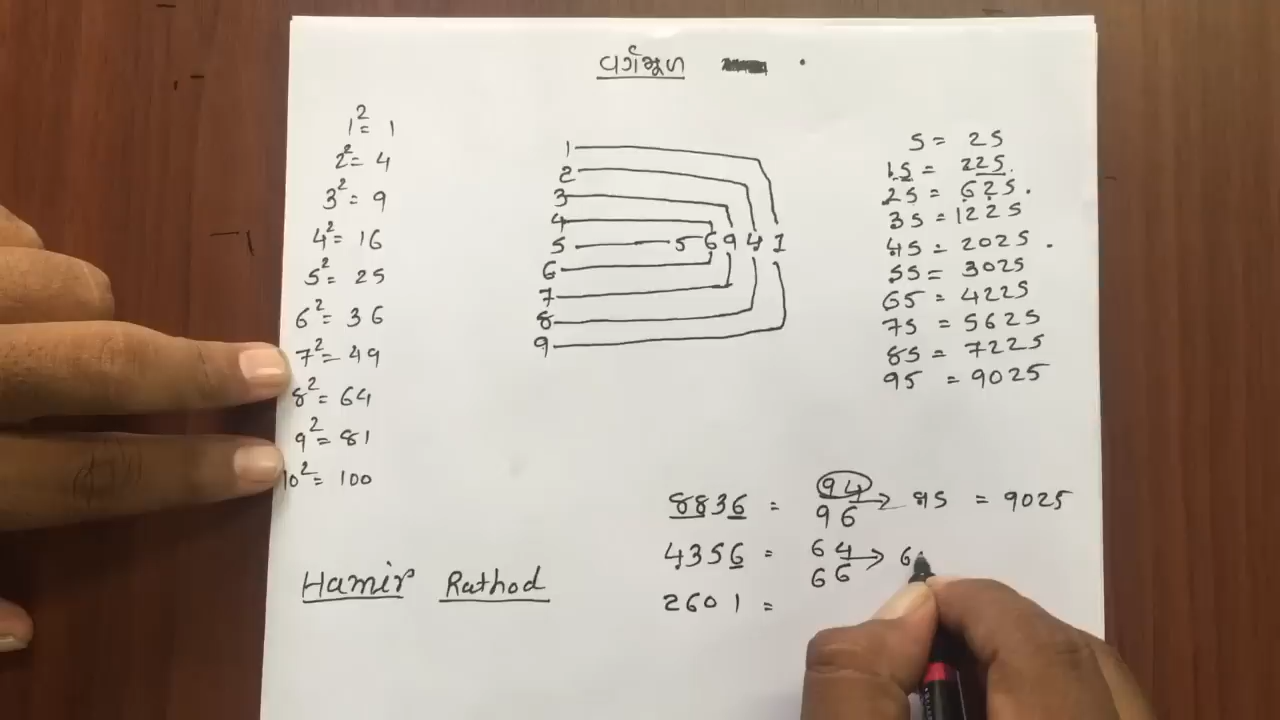 વર્ગમૂળ
1² = 1
2² = 4
3² = 9
4² = 16
5² = 25
6² = 36
7² = 49
8² = 64
9² = 81
10² = 100
1
2
3
4
5 5 6 9 4 1
6
7
8
9
5 = 25
15 = 225.
25 = 625.
35 = 1225
45 = 2025.
55 = 3025
65 = 4225
75 = 5625
85 = 7225
95 = 9025
8836 = 94 → 95 = 9025
96
4356 = 64 → 6
66
2601 =
Hamir Rathod